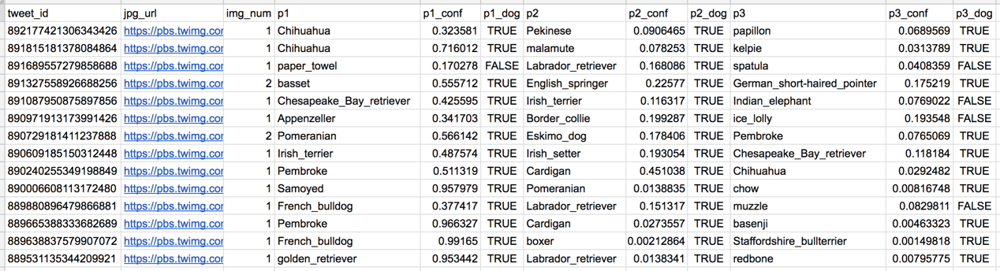 tweet_id jpg_url img_num p1 p1_conf p1_dog p2 p2_conf p2_dog p3 p3_conf p3_dog
892177421306343426 https://pbs.twimg.cor 1 Chihuahua 0.323581 TRUE Pekinese 0.0906465 TRUE papillon 0.0689569 TRUE
891815181378084864 https://pbs.twimg.cor 1 Chihuahua 0.716012 TRUE malamute 0.078253 TRUE kelpie 0.0313789 TRUE
891689557279858688 https://pbs.twimg.cor 1 paper_towel 0.170278 FALSE Labrador_retriever 0.168086 TRUE spatula 0.0408359 FALSE
891327558926688256 https://pbs.twimg.cor 2 basset 0.555712 TRUE English_springer 0.22577 TRUE German_short-haired_pointer 0.175219 TRUE
891087950875897856 https://pbs.twimg.cor 1 Chesapeake_Bay_retriever 0.425595 TRUE Irish_terrier 0.116317 TRUE Indian_elephant 0.0769022 FALSE
890971913173991426 https://pbs.twimg.cor 1 Appenzeller 0.341703 TRUE Border_collie 0.199287 TRUE ice_lolly 0.193548 FALSE
890729181411237888 https://pbs.twimg.cor 2 Pomeranian 0.566142 TRUE Eskimo_dog 0.178406 TRUE Pembroke 0.0765069 TRUE
890609185150312448 https://pbs.twimg.cor 1 Irish_terrier 0.487574 TRUE Irish_setter 0.193054 TRUE Chesapeake_Bay_retriever 0.118184 TRUE
890240255349198849 https://pbs.twimg.cor 1 Pembroke 0.511319 TRUE Cardigan 0.451038 TRUE Chihuahua 0.0292482 TRUE
890006608113172480 https://pbs.twimg.cor 1 Samoyed 0.957979 TRUE Pomeranian 0.0138835 TRUE chow 0.00816748 TRUE
889880896479866881 https://pbs.twimg.cor 1 French_bulldog 0.377417 TRUE Labrador_retriever 0.151317 TRUE muzzle 0.0829811 FALSE
889665388333682689 https://pbs.twimg.cor 1 Pembroke 0.966327 TRUE Cardigan 0.0273557 TRUE basenji 0.00463323 TRUE
889638837579907072 https://pbs.twimg.cor 1 French_bulldog 0.99165 TRUE boxer 0.00212864 TRUE Staffordshire_bullterrier 0.00149818 TRUE
889531135344209921 https://pbs.twimg.cor 1 golden_retriever 0.953442 TRUE Labrador_retriever 0.0138341 TRUE redbone 0.00795775 TRUE